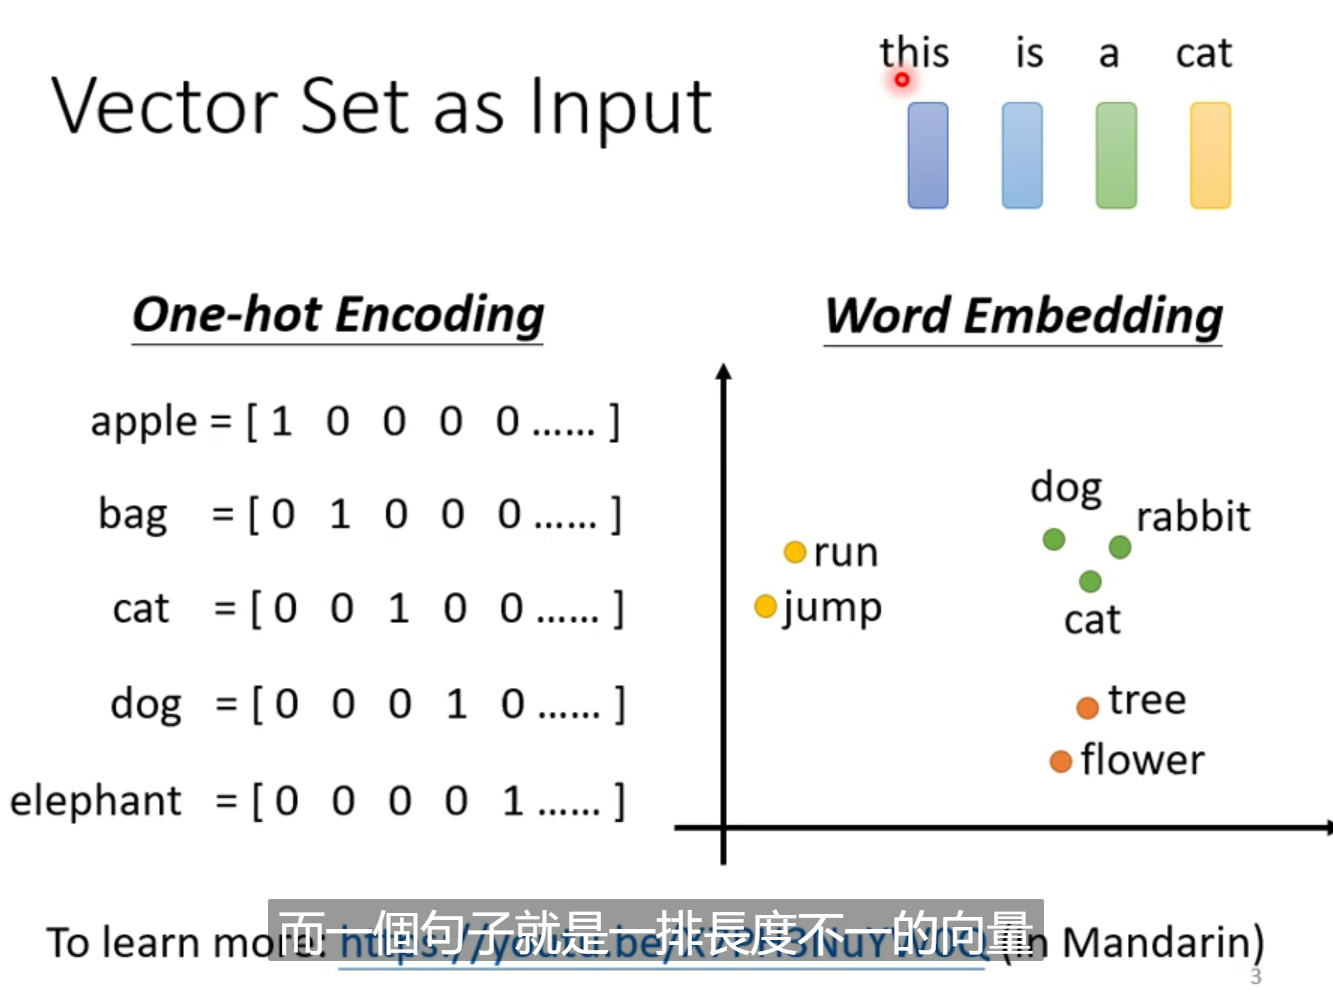 this is a cat
Vector Set as Input
One-hot Encoding
apple = [ 1 0 0 0 0 …… ]
bag = [ 0 1 0 0 0 …… ]
cat = [ 0 0 1 0 0 …… ]
dog = [ 0 0 0 1 0 …… ]
elephant = [ 0 0 0 0 1 …… ]
Word Embedding
dog
rabbit
run
cat
jump
tree
flower
To learn more: (in Mandarin)
而一個句子就是一排長度不一的向量
3